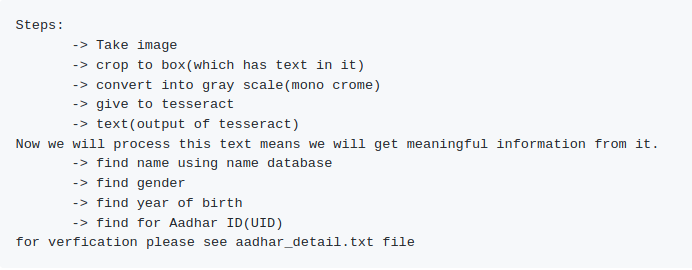 Steps:
-> Take image
-> crop to box(which has text in it)
-> convert into gray scale(mono crome)
-> give to tesseract
-> text(output of tesseract)
Now we will process this text means we will get meaningful information from it.
-> find name using name database
-> find gender
-> find year of birth
-> find for Aadhar ID(UID)
for verfication please see aadhar_detail.txt file